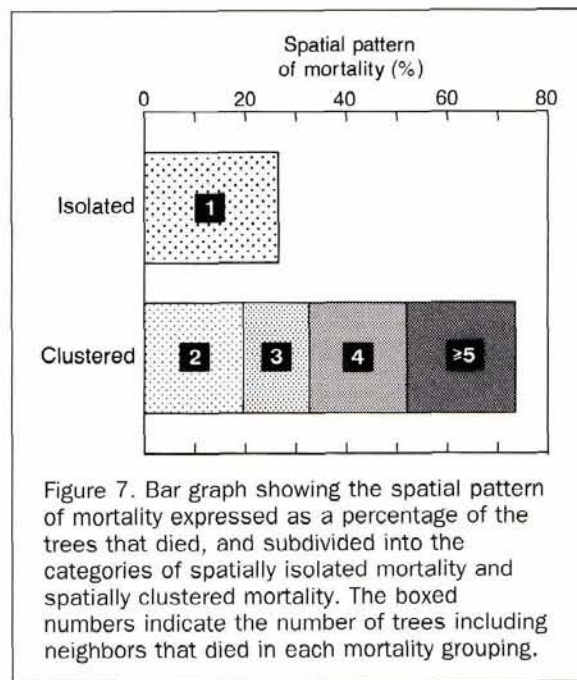 Spatial pattern
of mortality (%)
0 20 40 60 80
Isolated
1
Clustered
2 3 4 ≥5
Figure 7. Bar graph showing the spatial pattern
of mortality expressed as a percentage of the
trees that died, and subdivided into the
categories of spatially isolated mortality and
spatially clustered mortality. The boxed
numbers indicate the number of trees including
neighbors that died in each mortality grouping.